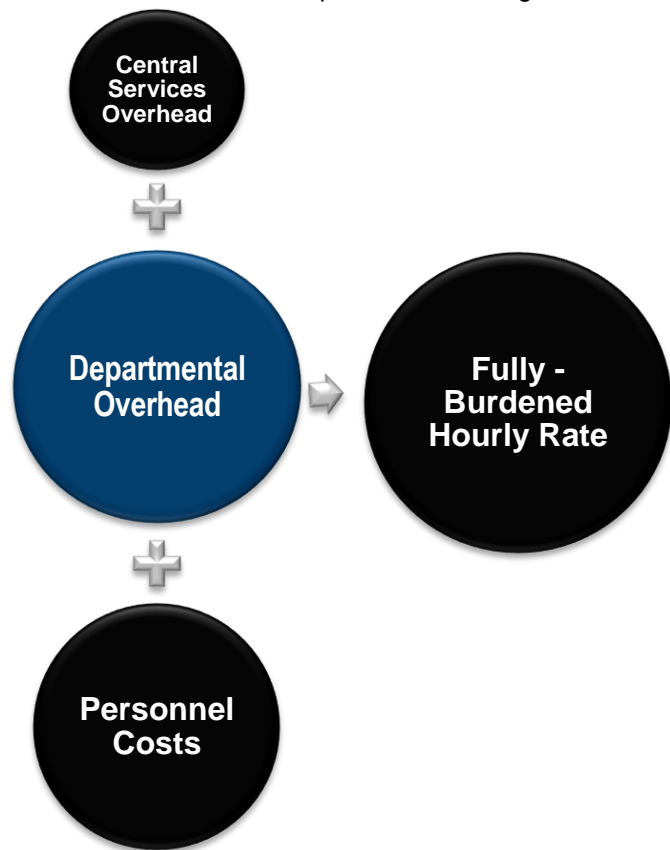 Central
Services
Overhead
Departmental
Overhead
Fully -
Burdened
Hourly Rate
Personnel
Costs